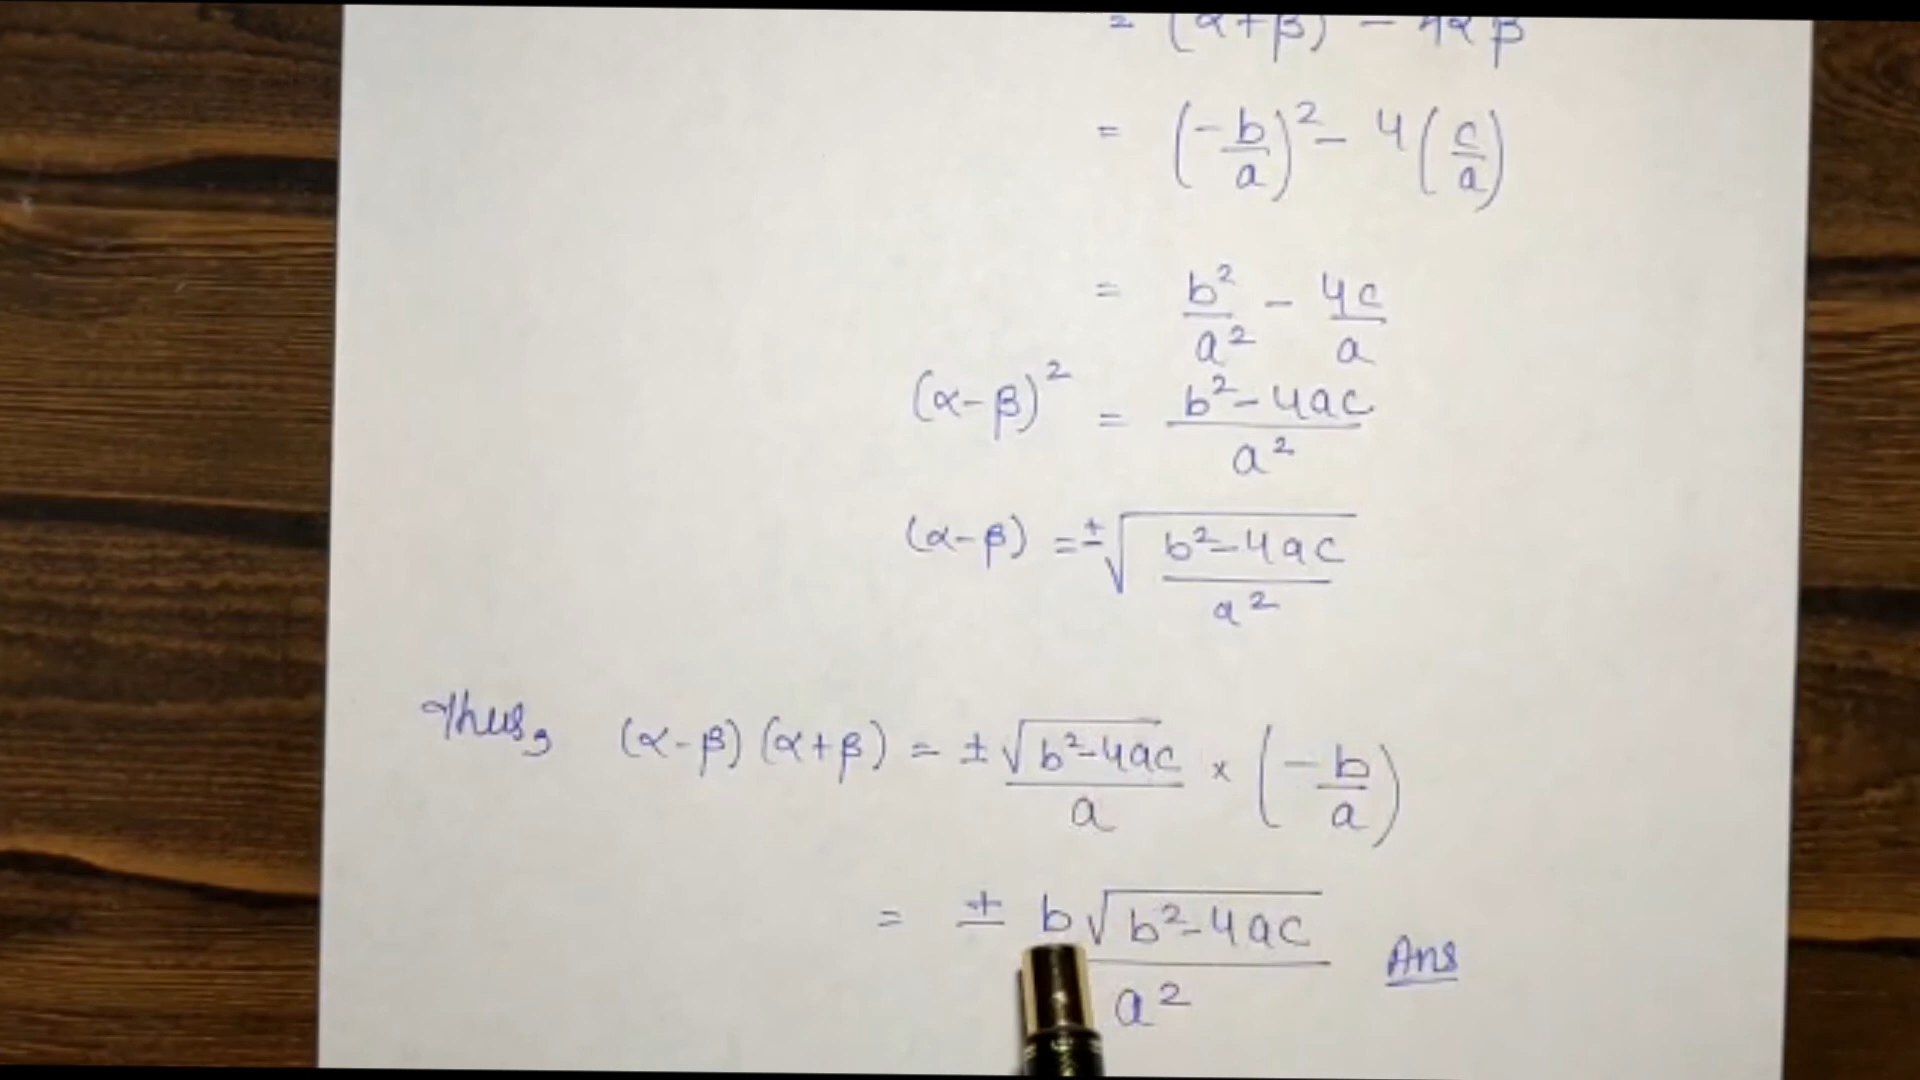 = (α+β) - 4αβ
= (-b/a)² - 4(c/a)
= b²/a² - 4c/a
(α-β)² = (b²-4ac)/a²
(α-β) = ±√((b²-4ac)/a²)
Thus, (α-β)(α+β) = ±√(b²-4ac)/a × (-b/a)
= ± b√(b²-4ac)/a² Ans